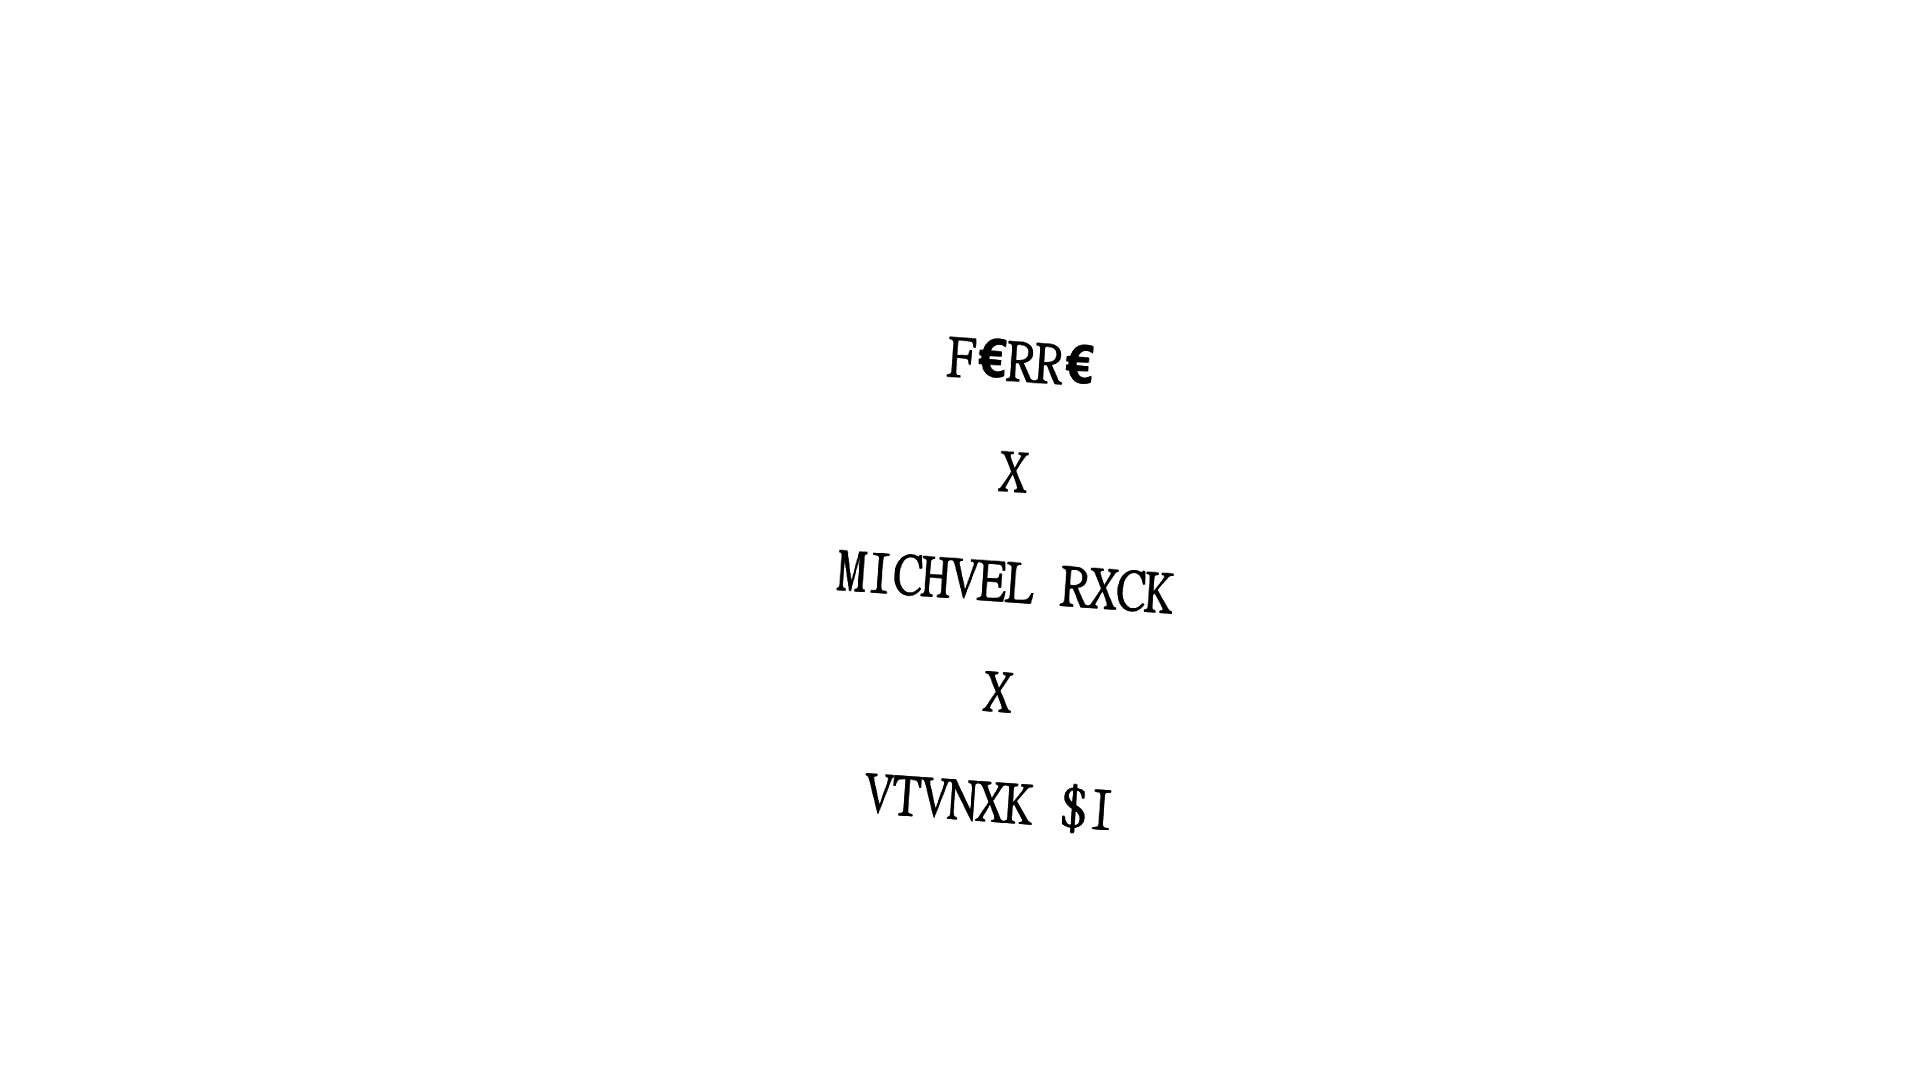 F€RR€
X
MICHVEL RXCK
X
VTVNXK $I